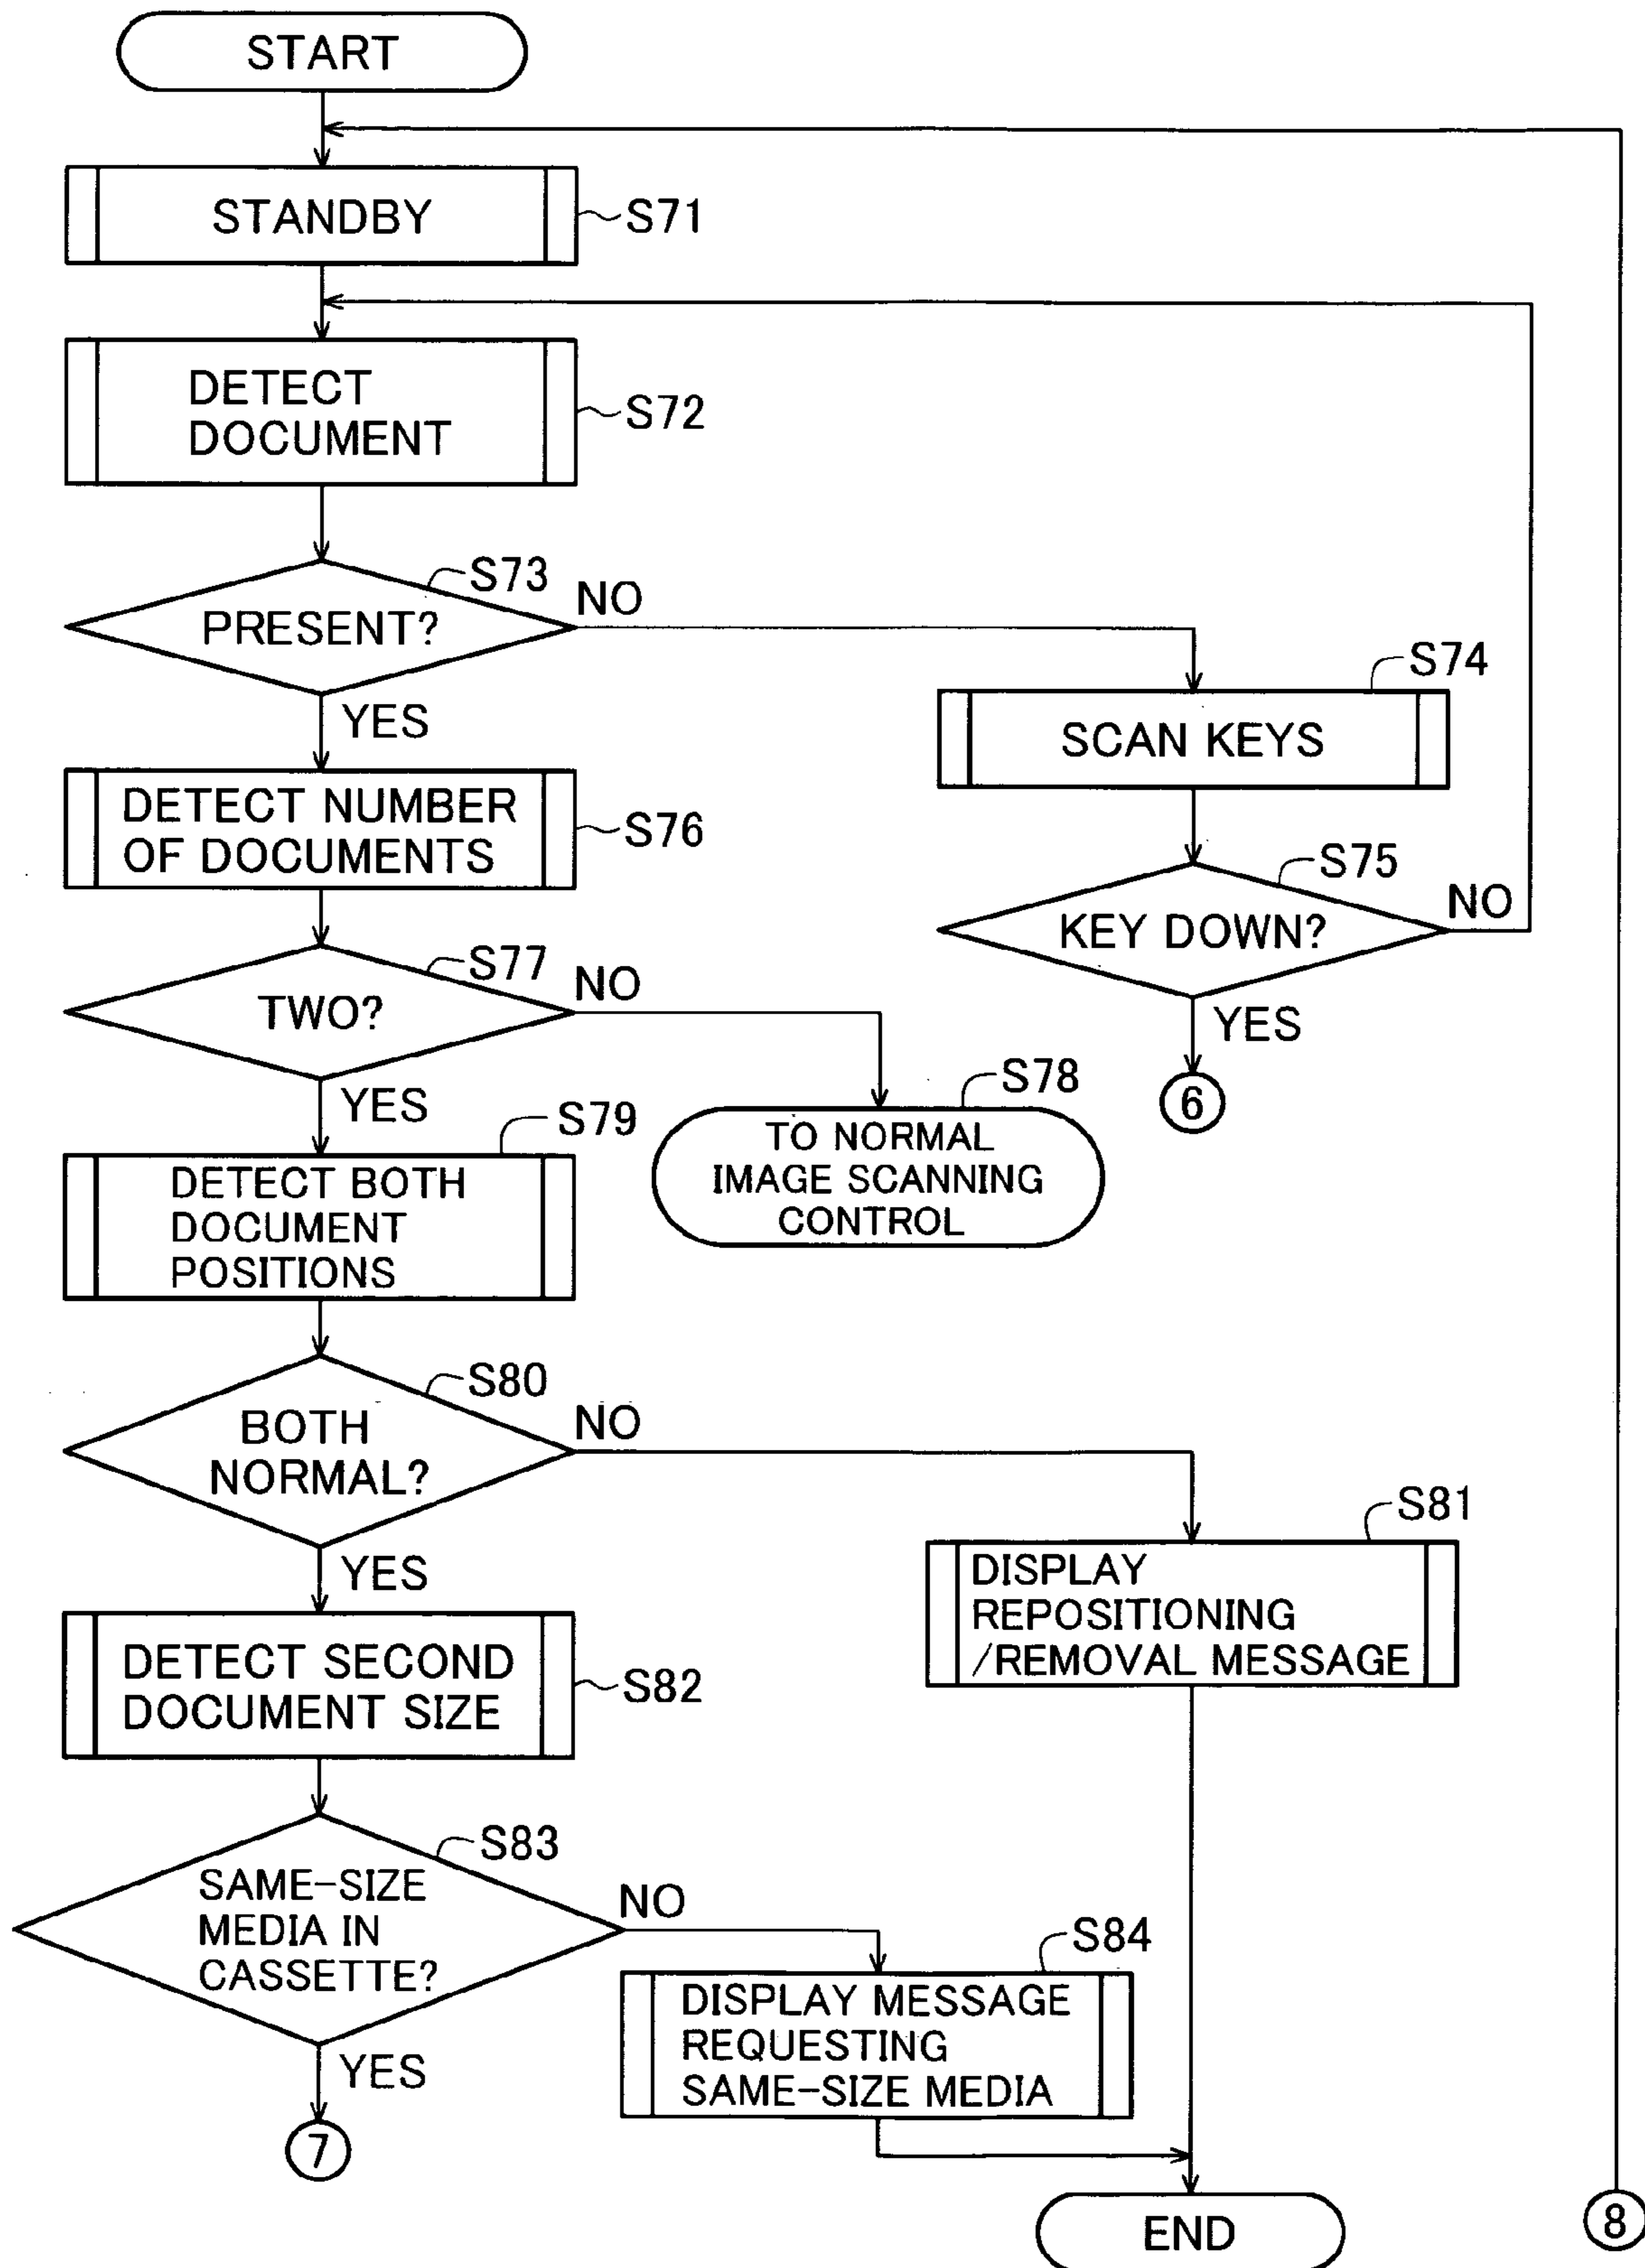 START
STANDBY
S71
DETECT
DOCUMENT
S72
S73
PRESENT?
NO
YES
S74
SCAN KEYS
DETECT NUMBER
OF DOCUMENTS
S76
S75
KEY DOWN?
NO
YES
6
S77
TWO?
NO
YES
S78
TO NORMAL
IMAGE SCANNING
CONTROL
S79
DETECT BOTH
DOCUMENT
POSITIONS
S80
BOTH
NORMAL?
NO
YES
S81
DISPLAY
REPOSITIONING
/REMOVAL MESSAGE
DETECT SECOND
DOCUMENT SIZE
S82
S83
SAME-SIZE
MEDIA IN
CASSETTE?
NO
YES
S84
DISPLAY MESSAGE
REQUESTING
SAME-SIZE MEDIA
7
END
8